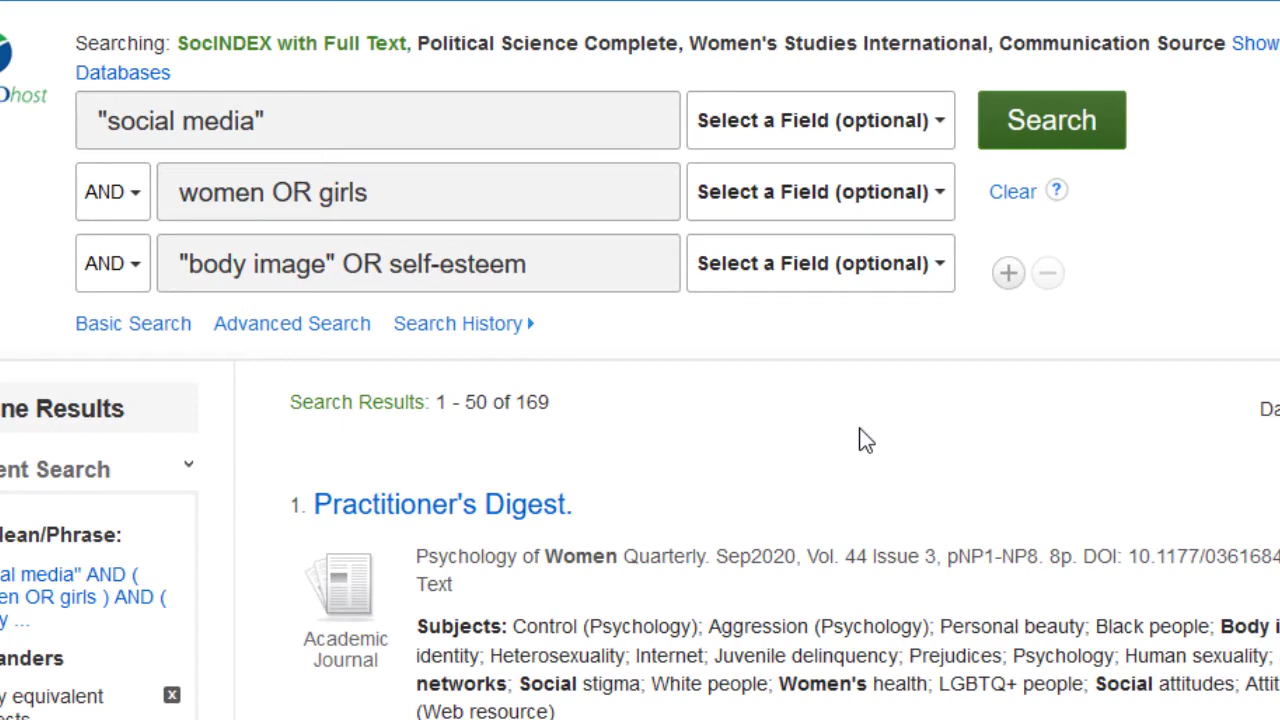 Searching: SocINDEX with Full Text, Political Science Complete, Women's Studies International, Communication Source Show
Databases
host
"social media" Select a Field (optional) Search
AND women OR girls Select a Field (optional) Clear ?
AND "body image" OR self-esteem Select a Field (optional)
Basic Search Advanced Search Search History
ne Results
Search Results: 1 - 50 of 169
Da
ent Search
lean/Phrase:
al media" AND (
en OR girls ) AND (
y ...
anders
y equivalent
1. Practitioner's Digest.
Psychology of Women Quarterly. Sep2020, Vol. 44 Issue 3, pNP1-NP8. 8p. DOI: 10.1177/0361684
Text
Academic
Journal
Subjects: Control (Psychology); Aggression (Psychology); Personal beauty; Black people; Body i
identity; Heterosexuality; Internet; Juvenile delinquency; Prejudices; Psychology; Human sexuality;
networks; Social stigma; White people; Women's health; LGBTQ+ people; Social attitudes; Atti
(Web resource)